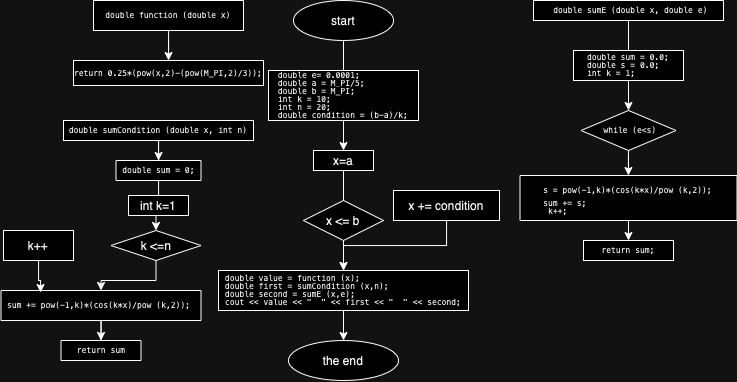 double function (double x)
return 0.25*(pow(x,2)-(pow(M_PI,2)/3));
double sumCondition (double x, int n)
double sum = 0;
int k=1
k++
k <=n
sum += pow(-1,k)*(cos(k*x)/pow (k,2));
return sum
start
double e= 0.0001;
double a = M_PI/5;
double b = M_PI;
int k = 10;
int n = 20;
double condition = (b-a)/k;
x=a
x <= b
x += condition
double value = function (x);
double first = sumCondition (x,n);
double second = sumE (x,e);
cout << value << "  " << first << "  " << second;
the end
double sumE (double x, double e)
double sum = 0.0;
double s = 0.0;
int k = 1;
while (e<s)
s = pow(-1,k)*(cos(k*x)/pow (k,2));
sum += s;
k++;
return sum;